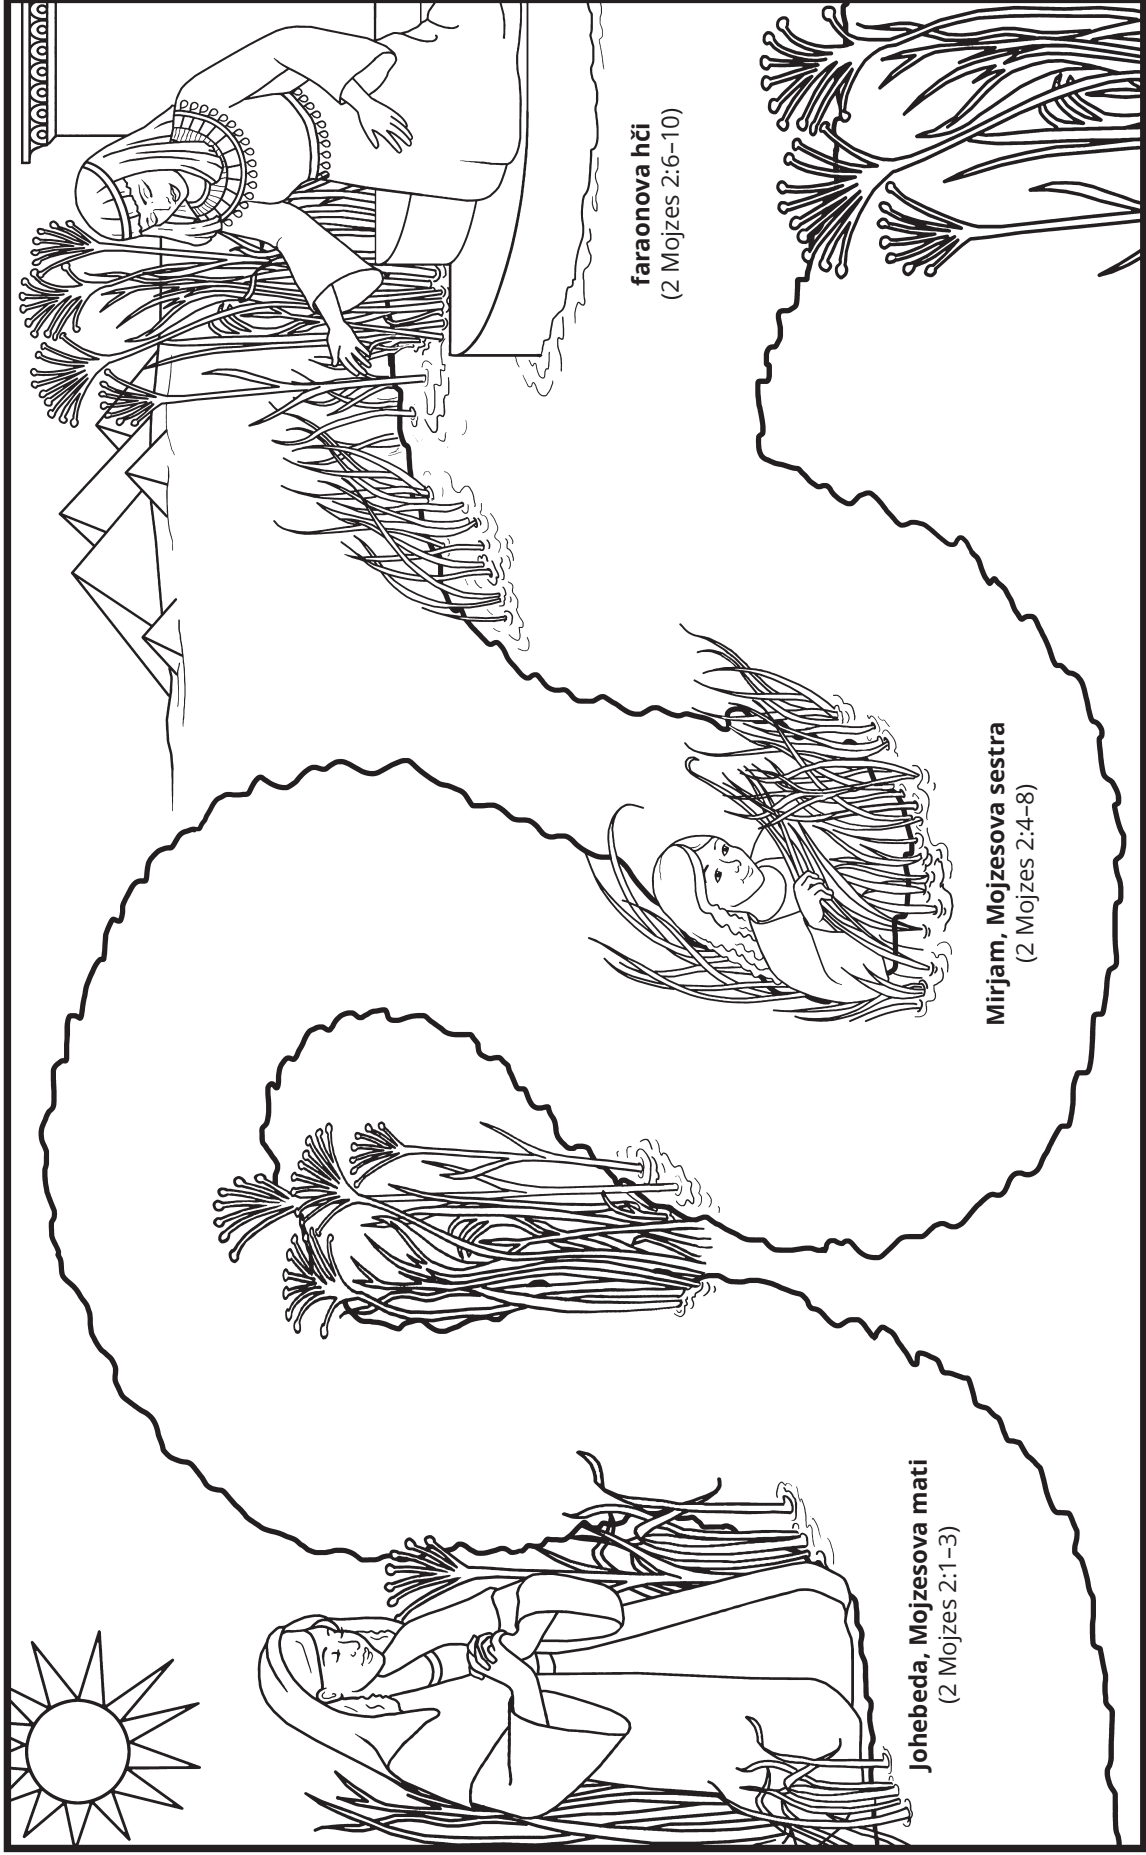 Johebeda, Mojzesova mati
(2 Mojzes 2:1–3)
Mirjam, Mojzesova sestra
(2 Mojzes 2:4–8)
faraonova hči
(2 Mojzes 2:6–10)